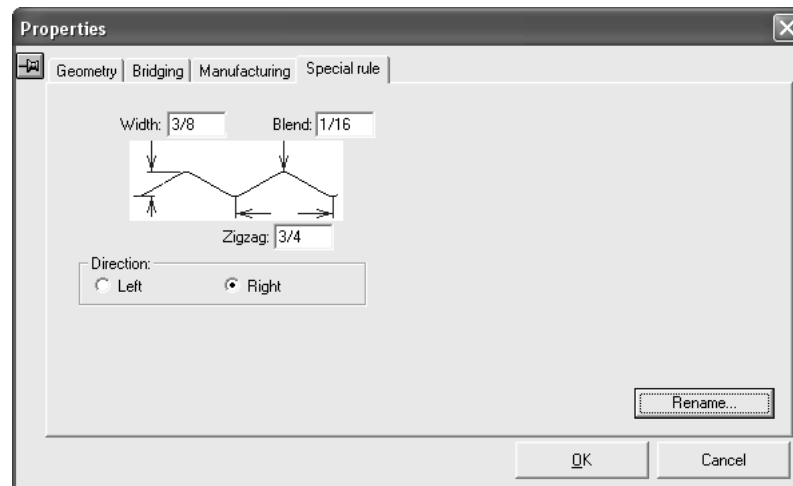 Properties
Geometry Bridging Manufacturing Special rule
Width: 3/8 Blend: 1/16
Zigzag: 3/4
Direction:
Left Right
Rename...
OK Cancel